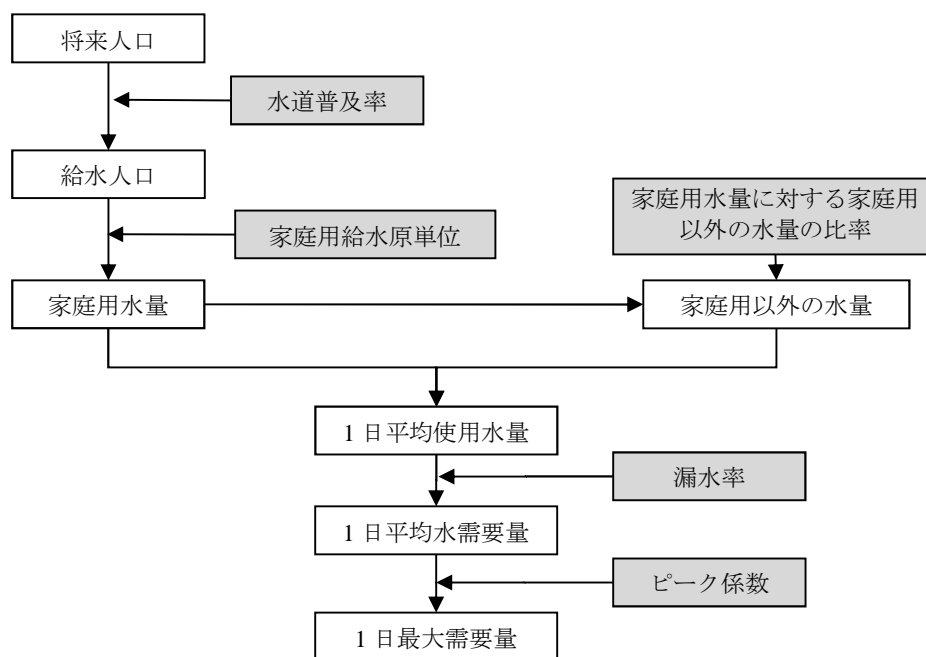 将来人口
水道普及率
給水人口
家庭用給水原単位
家庭用水量に対する家庭用
以外の水量の比率
家庭用水量
家庭用以外の水量
1 日平均使用水量
漏水率
1 日平均水需要量
ピーク係数
1 日最大需要量